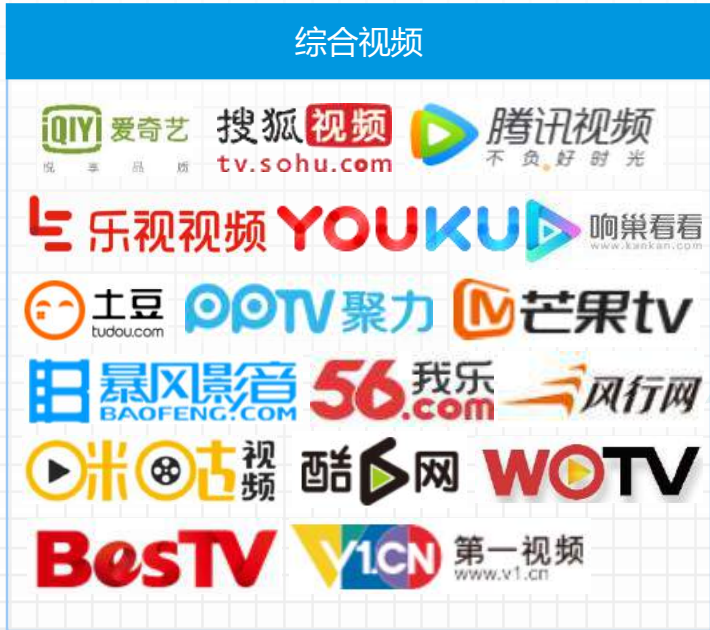 综合视频
iQIYI 爱奇艺 搜狐视频 腾讯视频
悦享品质 tv.sohu.com 不负好时光
LE 乐视视频 YOUKU 响巢看看
www.kankan.com
土豆 PPTV聚力 芒果tv
tudou.com
暴风影音 56我乐 风行网
BAOFENG.COM .com
咪咕视频 酷6网 WOTV
BesTV V1.CN 第一视频
www.v1.cn